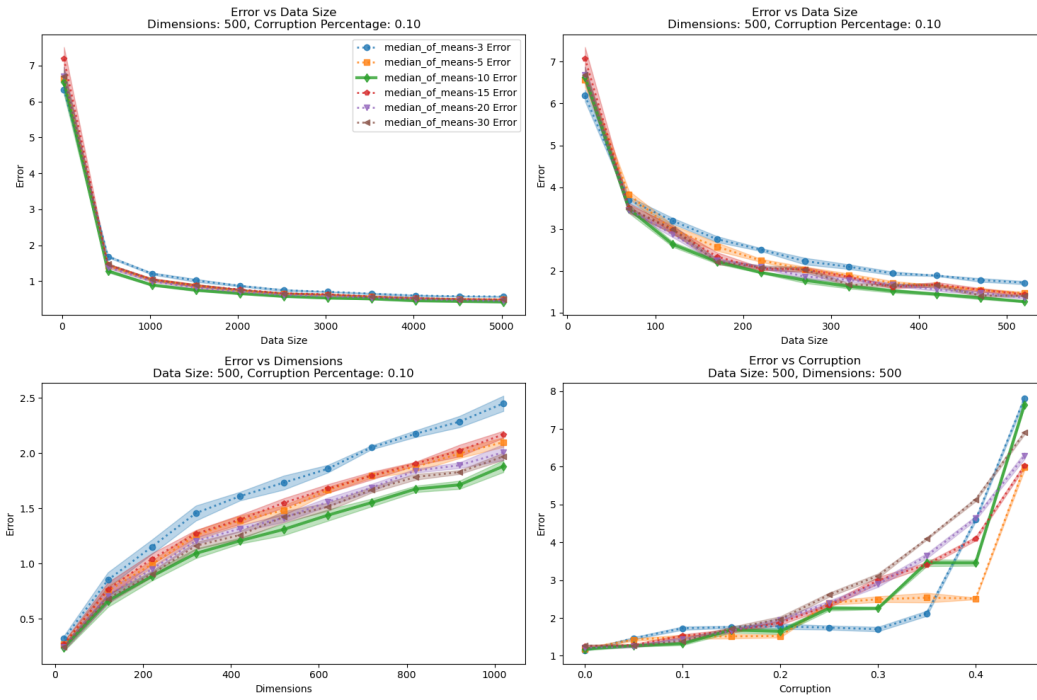 Error vs Data Size
Dimensions: 500, Corruption Percentage: 0.10
Error
7
6
5
4
3
2
1
median_of_means-3 Error
median_of_means-5 Error
median_of_means-10 Error
median_of_means-15 Error
median_of_means-20 Error
median_of_means-30 Error
0
1000
2000
3000
4000
5000
Data Size
Error vs Data Size
Dimensions: 500, Corruption Percentage: 0.10
Error
7
6
5
4
3
2
1
0
100
200
300
400
500
Data Size
Error vs Dimensions
Data Size: 500, Corruption Percentage: 0.10
Error
2.5
2.0
1.5
1.0
0.5
0
200
400
600
800
1000
Dimensions
Error vs Corruption
Data Size: 500, Dimensions: 500
Error
8
7
6
5
4
3
2
1
0.0
0.1
0.2
0.3
0.4
Corruption